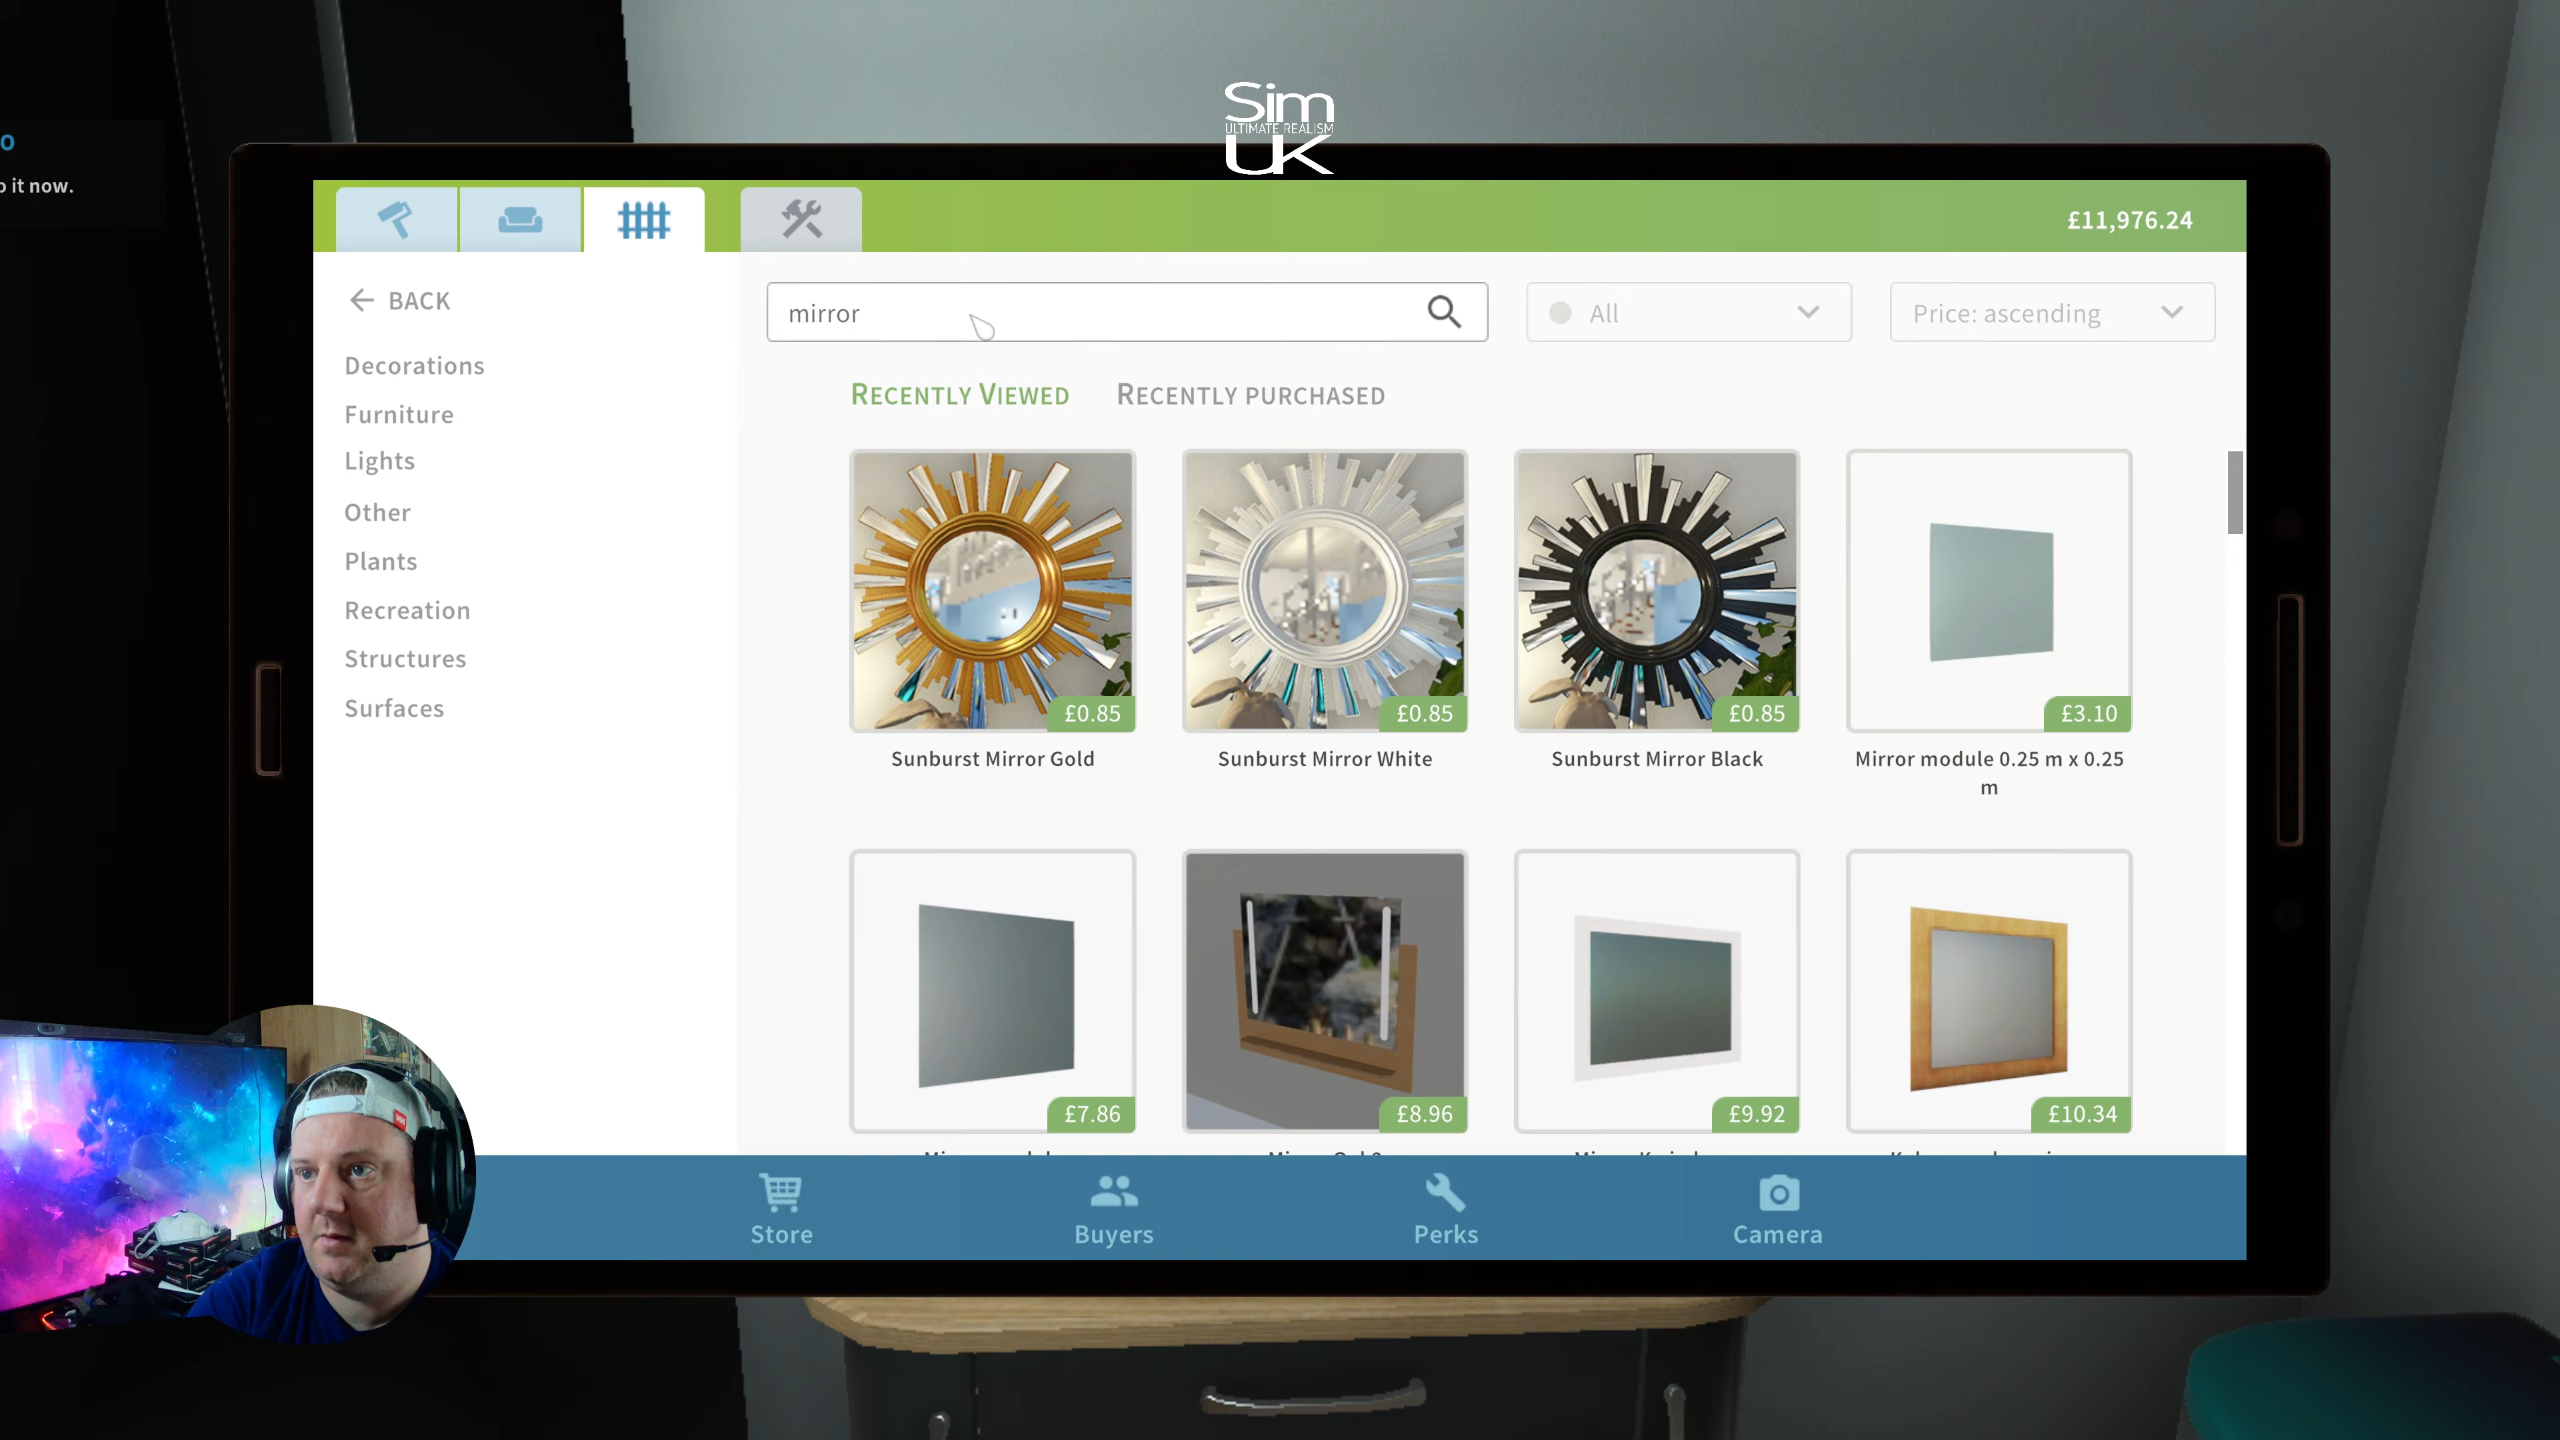 Sim
ULTIMATE REALISM
UK
it now.
£11,976.24
BACK
mirror
All
Price: ascending
Decorations
Furniture
Lights
Other
Plants
Recreation
Structures
Surfaces
RECENTLY VIEWED
RECENTLY PURCHASED
£0.85
£0.85
£0.85
£3.10
Sunburst Mirror Gold
Sunburst Mirror White
Sunburst Mirror Black
Mirror module 0.25 m x 0.25
m
£7.86
£8.96
£9.92
£10.34
Store
Buyers
Perks
Camera